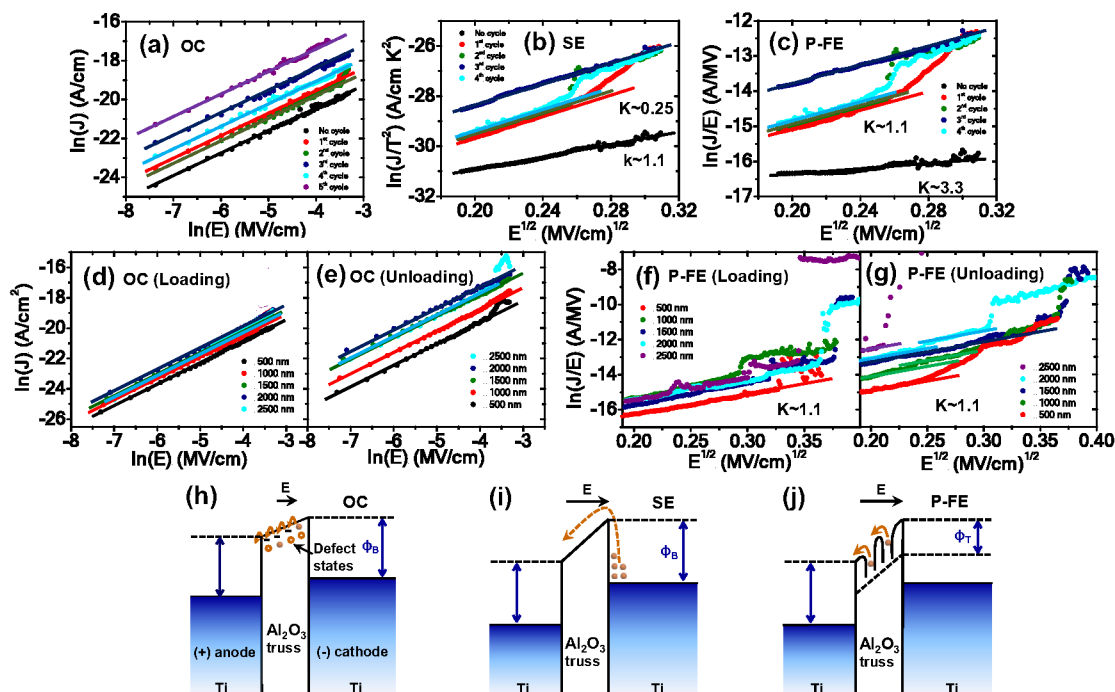 (a) OC
ln(J) (A/cm)
-16
-18
-20
-22
-24
No cycle
1st cycle
2nd cycle
3rd cycle
4th cycle
5th cycle
-8 -7 -6 -5 -4 -3
ln(E) (MV/cm)
(b) SE
ln(J/T²) (A/cm K²)
-26
-28
-30
-31
No cycle
1st cycle
2nd cycle
3rd cycle
4th cycle
K~0.25
k~1.1
0.20 0.24 0.28 0.32
E1/2 (MV/cm)1/2
(c) P-FE
ln(J/E) (A/MV)
-12
-13
-14
-15
-16
-17
No cycle
1st cycle
2nd cycle
3rd cycle
4th cycle
K~1.1
K~3.3
0.20 0.24 0.28 0.32
E1/2 (MV/cm)1/2
(d) OC (Loading)
ln(J) (A/cm²)
-16
-18
-20
-22
-24
-26
500 nm
1000 nm
1500 nm
2000 nm
2500 nm
-8 -7 -6 -5 -4 -3
ln(E) (MV/cm)
(e) OC (Unloading)
2500 nm
2000 nm
1500 nm
1000 nm
500 nm
-7 -6 -5 -4 -3
ln(E) (MV/cm)
(f) P-FE (Loading)
ln(J/E) (A/MV)
-8
-10
-12
-14
-16
500 nm
1000 nm
1500 nm
2000 nm
2500 nm
K~1.1
0.20 0.25 0.30 0.35
E1/2 (MV/cm)1/2
(g) P-FE (Unloading)
2500 nm
2000 nm
1500 nm
1000 nm
500 nm
K~1.1
0.20 0.25 0.30 0.35 0.40
E1/2 (MV/cm)1/2
(h) E OC
Defect
states
ΦB
(+) anode
Al2O3
truss
(-) cathode
Ti Ti
(i) E SE
ΦB
Al2O3
truss
Ti Ti
(j) E P-FE
ΦT
Al2O3
truss
Ti Ti